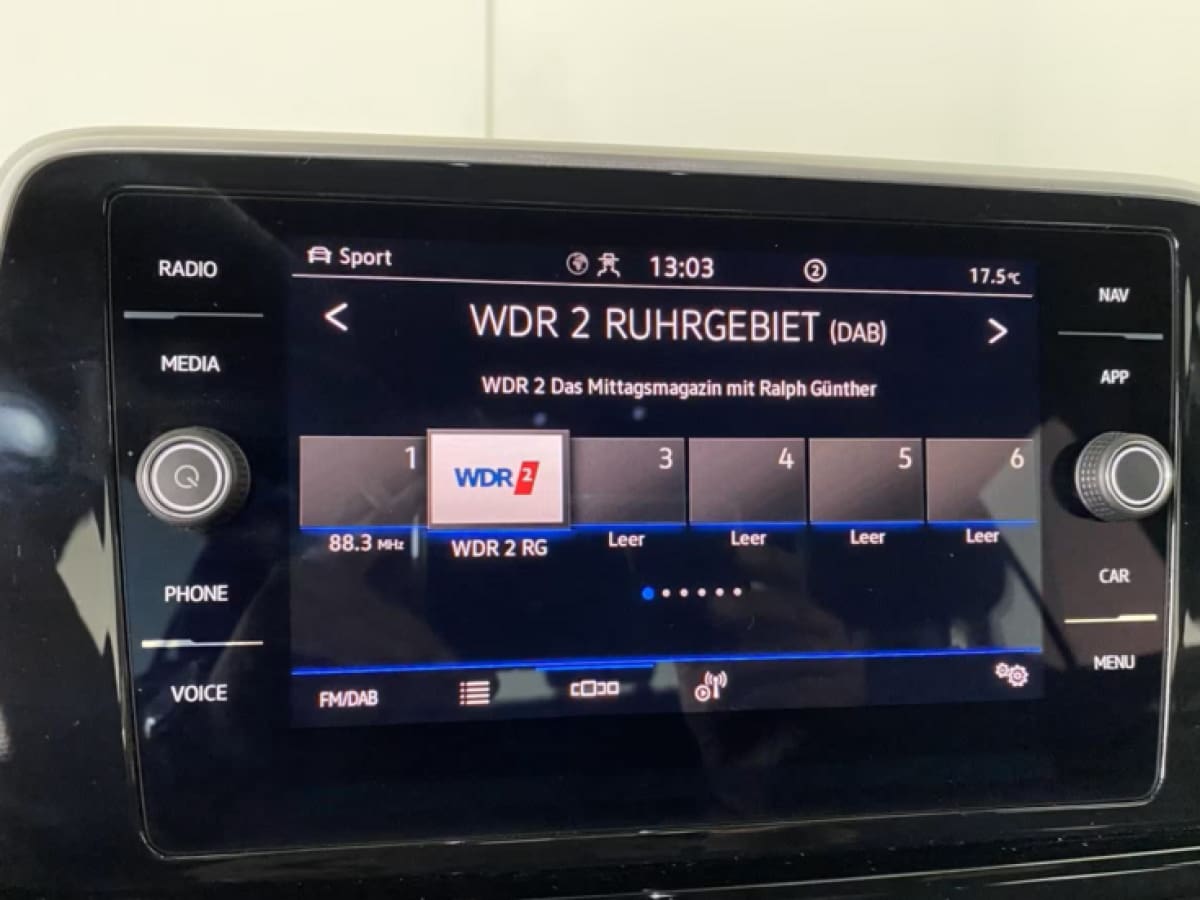 RADIO
MEDIA
PHONE
VOICE
Sport 13:03 2 17.5°C
< WDR 2 RUHRGEBIET (DAB) >
WDR 2 Das Mittagsmagazin mit Ralph Günther
1 WDR 2 3 4 5 6
88.3 MHz WDR 2 RG Leer Leer Leer Leer
FM/DAB
NAV
APP
CAR
MENU